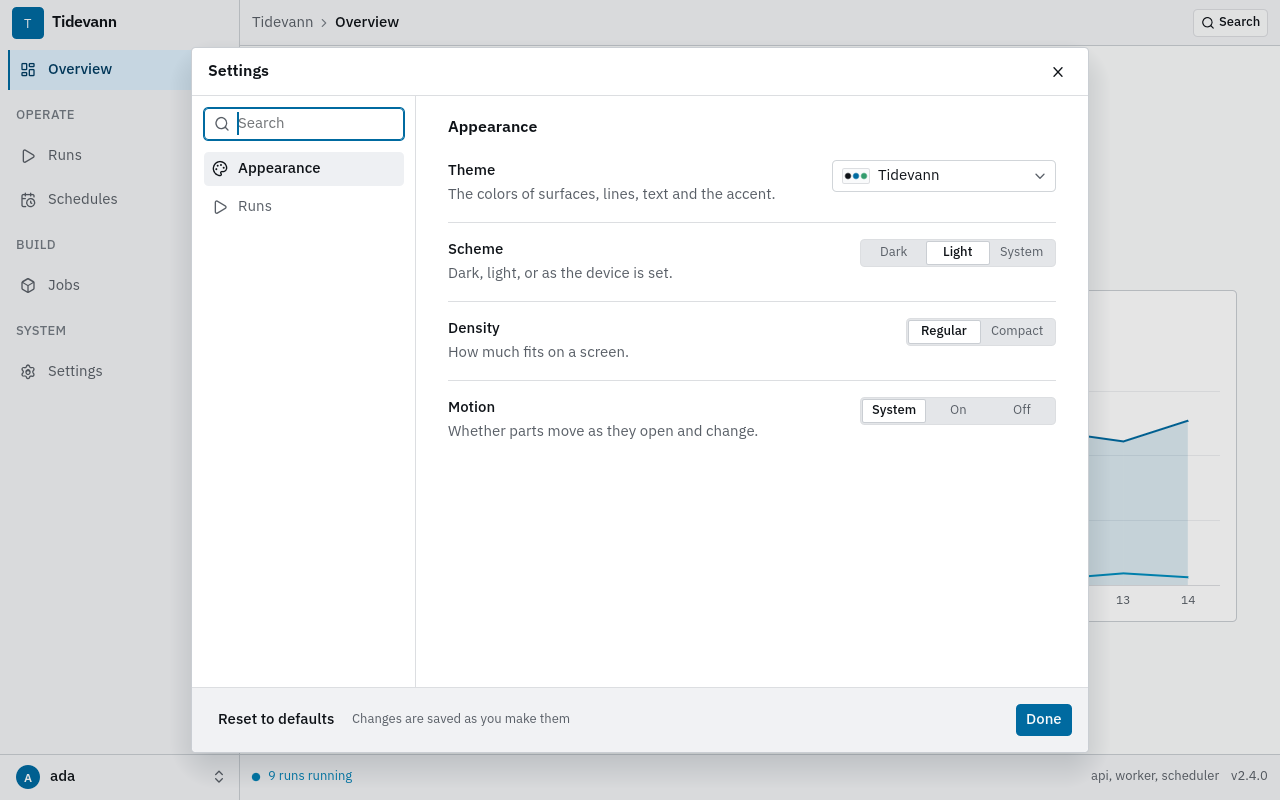 T Tidevann
Tidevann > Overview
Search
Overview
OPERATE
Runs
Schedules
BUILD
Jobs
SYSTEM
Settings
A ada
Settings
Search
Appearance
Runs
Appearance
Theme
The colors of surfaces, lines, text and the accent.
Tidevann
Scheme
Dark, light, or as the device is set.
Dark Light System
Density
How much fits on a screen.
Regular Compact
Motion
Whether parts move as they open and change.
System On Off
Reset to defaults
Changes are saved as you make them
Done
13 14
9 runs running
api, worker, scheduler v2.4.0